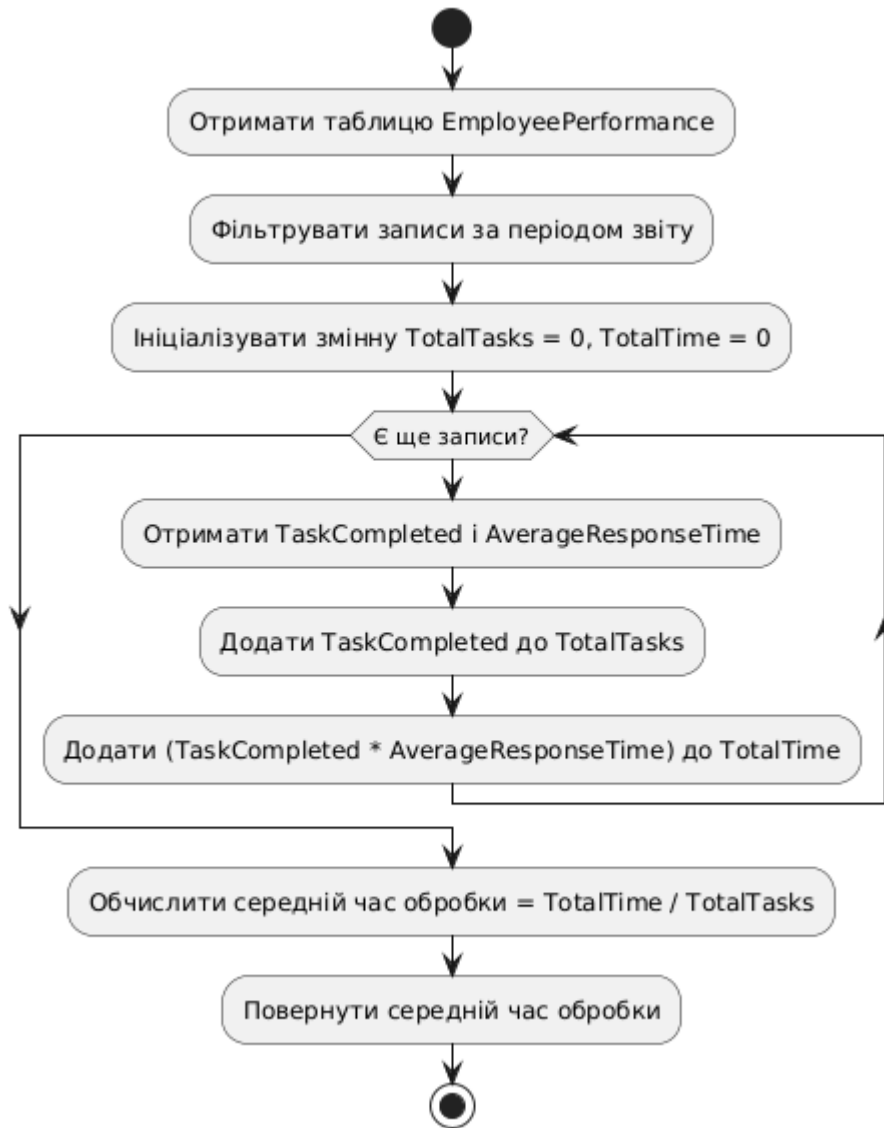 Отримати таблицю EmployeePerformance
Фільтрувати записи за періодом звіту
Ініціалізувати змінну TotalTasks = 0, TotalTime = 0
Є ще записи?
Отримати TaskCompleted і AverageResponseTime
Додати TaskCompleted до TotalTasks
Додати (TaskCompleted * AverageResponseTime) до TotalTime
Обчислити середній час обробки = TotalTime / TotalTasks
Повернути середній час обробки